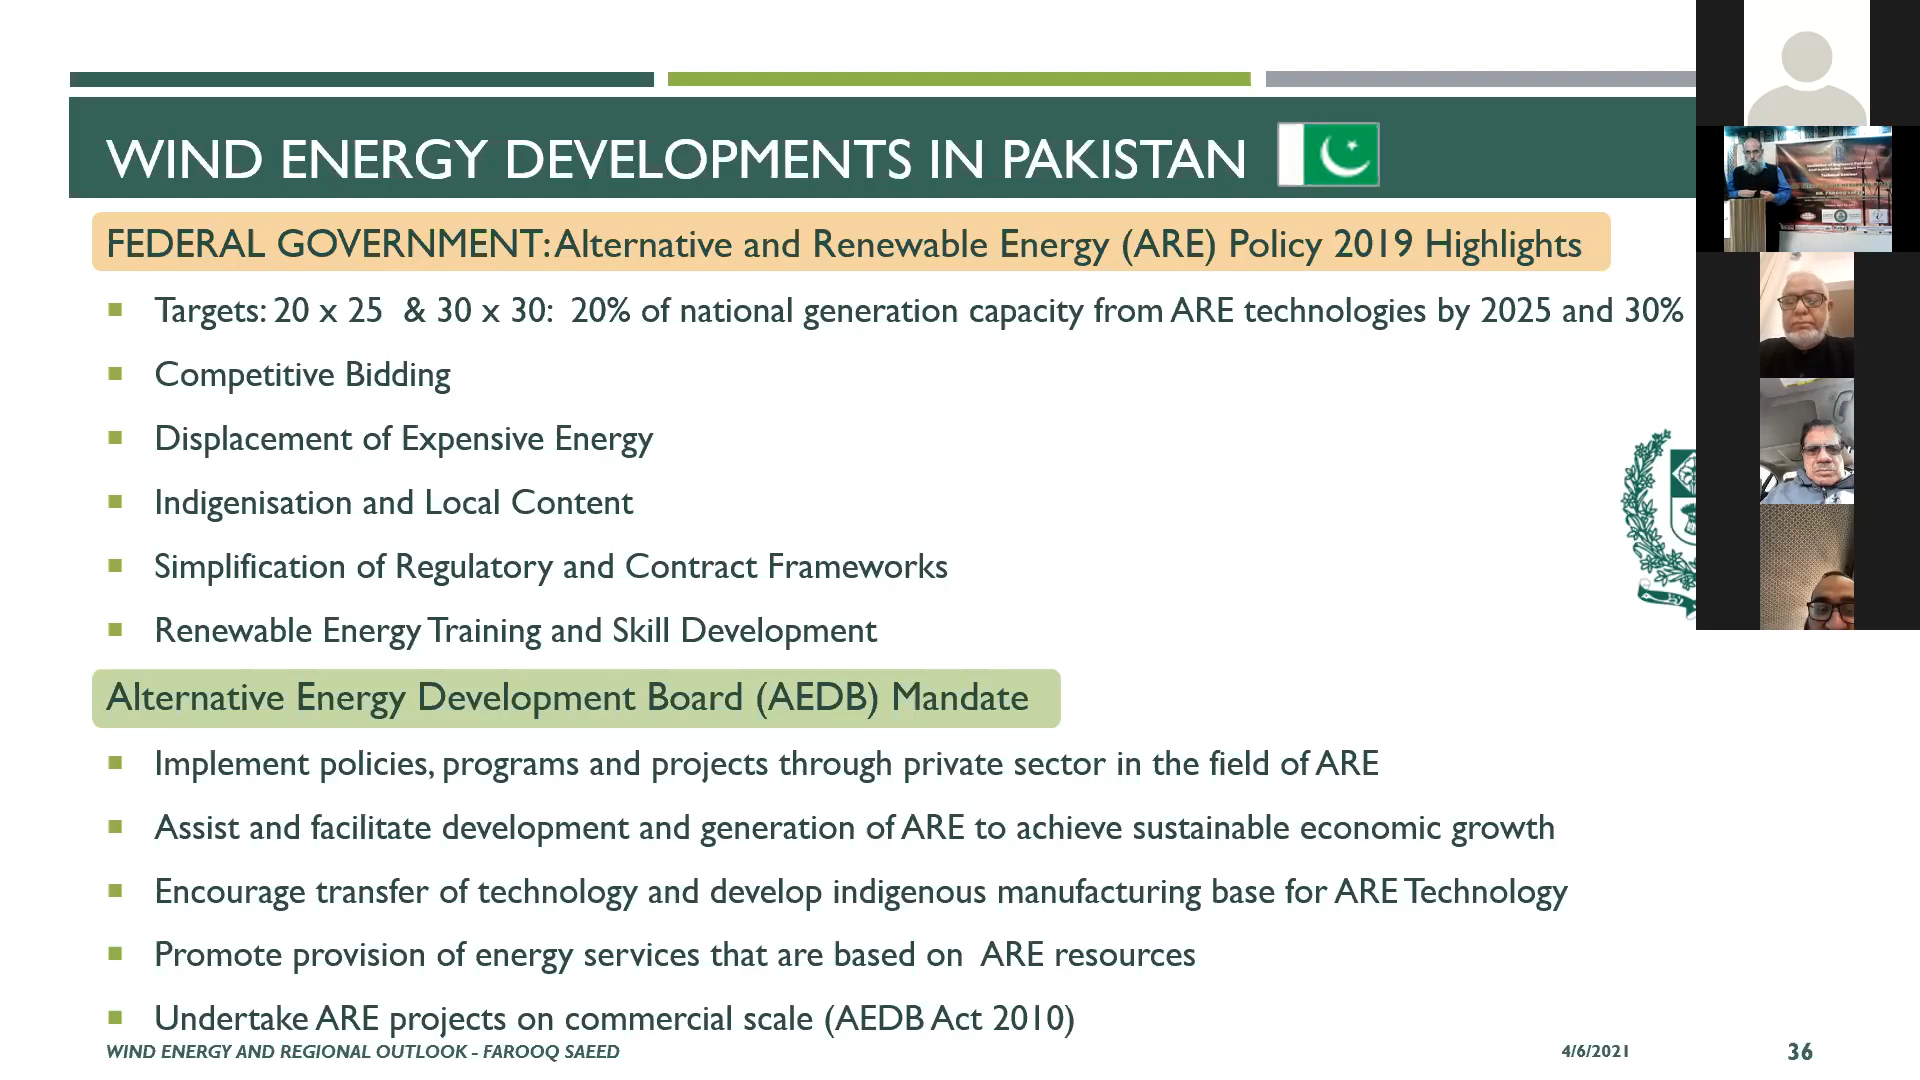 WIND ENERGY DEVELOPMENTS IN PAKISTAN
FEDERAL GOVERNMENT: Alternative and Renewable Energy (ARE) Policy 2019 Highlights
Targets: 20 x 25 & 30 x 30: 20% of national generation capacity from ARE technologies by 2025 and 30%
Competitive Bidding
Displacement of Expensive Energy
Indigenisation and Local Content
Simplification of Regulatory and Contract Frameworks
Renewable Energy Training and Skill Development
Alternative Energy Development Board (AEDB) Mandate
Implement policies, programs and projects through private sector in the field of ARE
Assist and facilitate development and generation of ARE to achieve sustainable economic growth
Encourage transfer of technology and develop indigenous manufacturing base for ARE Technology
Promote provision of energy services that are based on ARE resources
Undertake ARE projects on commercial scale (AEDB Act 2010)
WIND ENERGY AND REGIONAL OUTLOOK - FAROOQ SAEED
4/6/2021
36